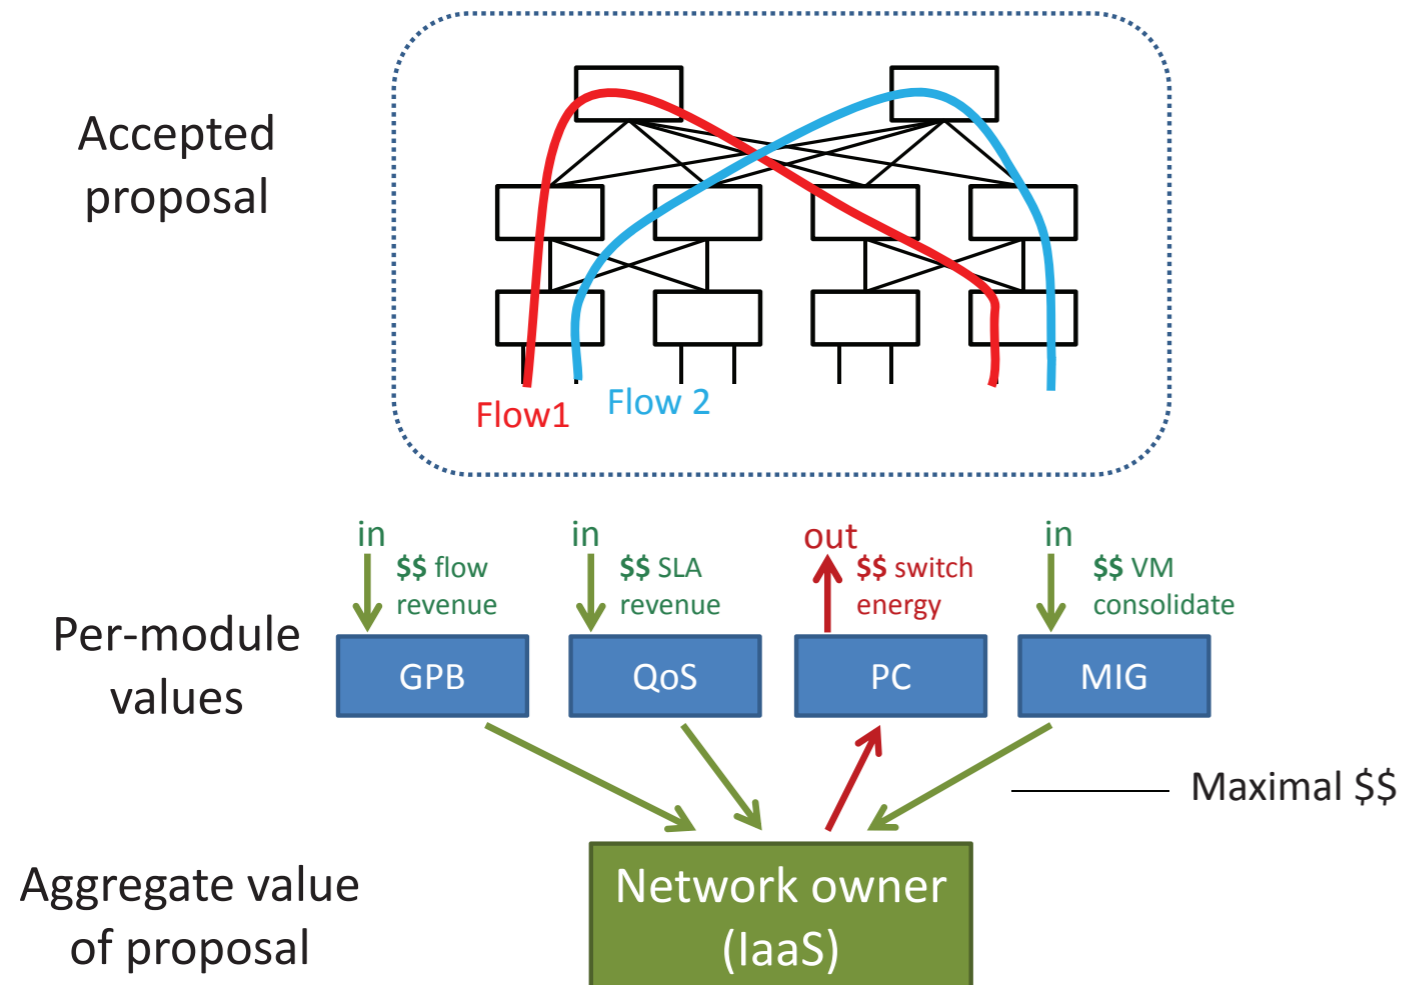 Accepted
proposal
Flow1
Flow 2
in
$$ flow
revenue
in
$$ SLA
revenue
out
$$ switch
energy
in
$$ VM
consolidate
Per-module
values
GPB
QoS
PC
MIG
Maximal $$
Aggregate value
of proposal
Network owner
(IaaS)